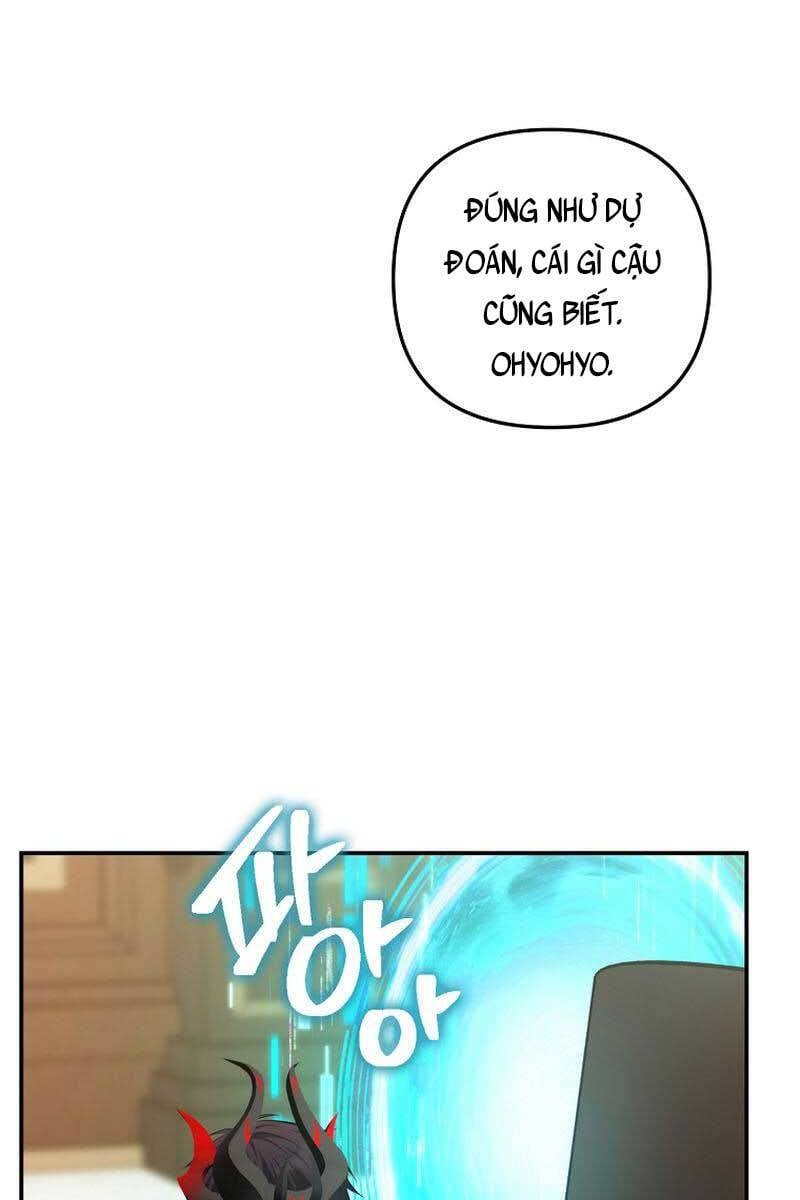 ĐÚNG NHƯ DỰ
ĐOÁN, CÁI GÌ CẬU
CŨNG BIẾT.
OHYOHYO.
파아아